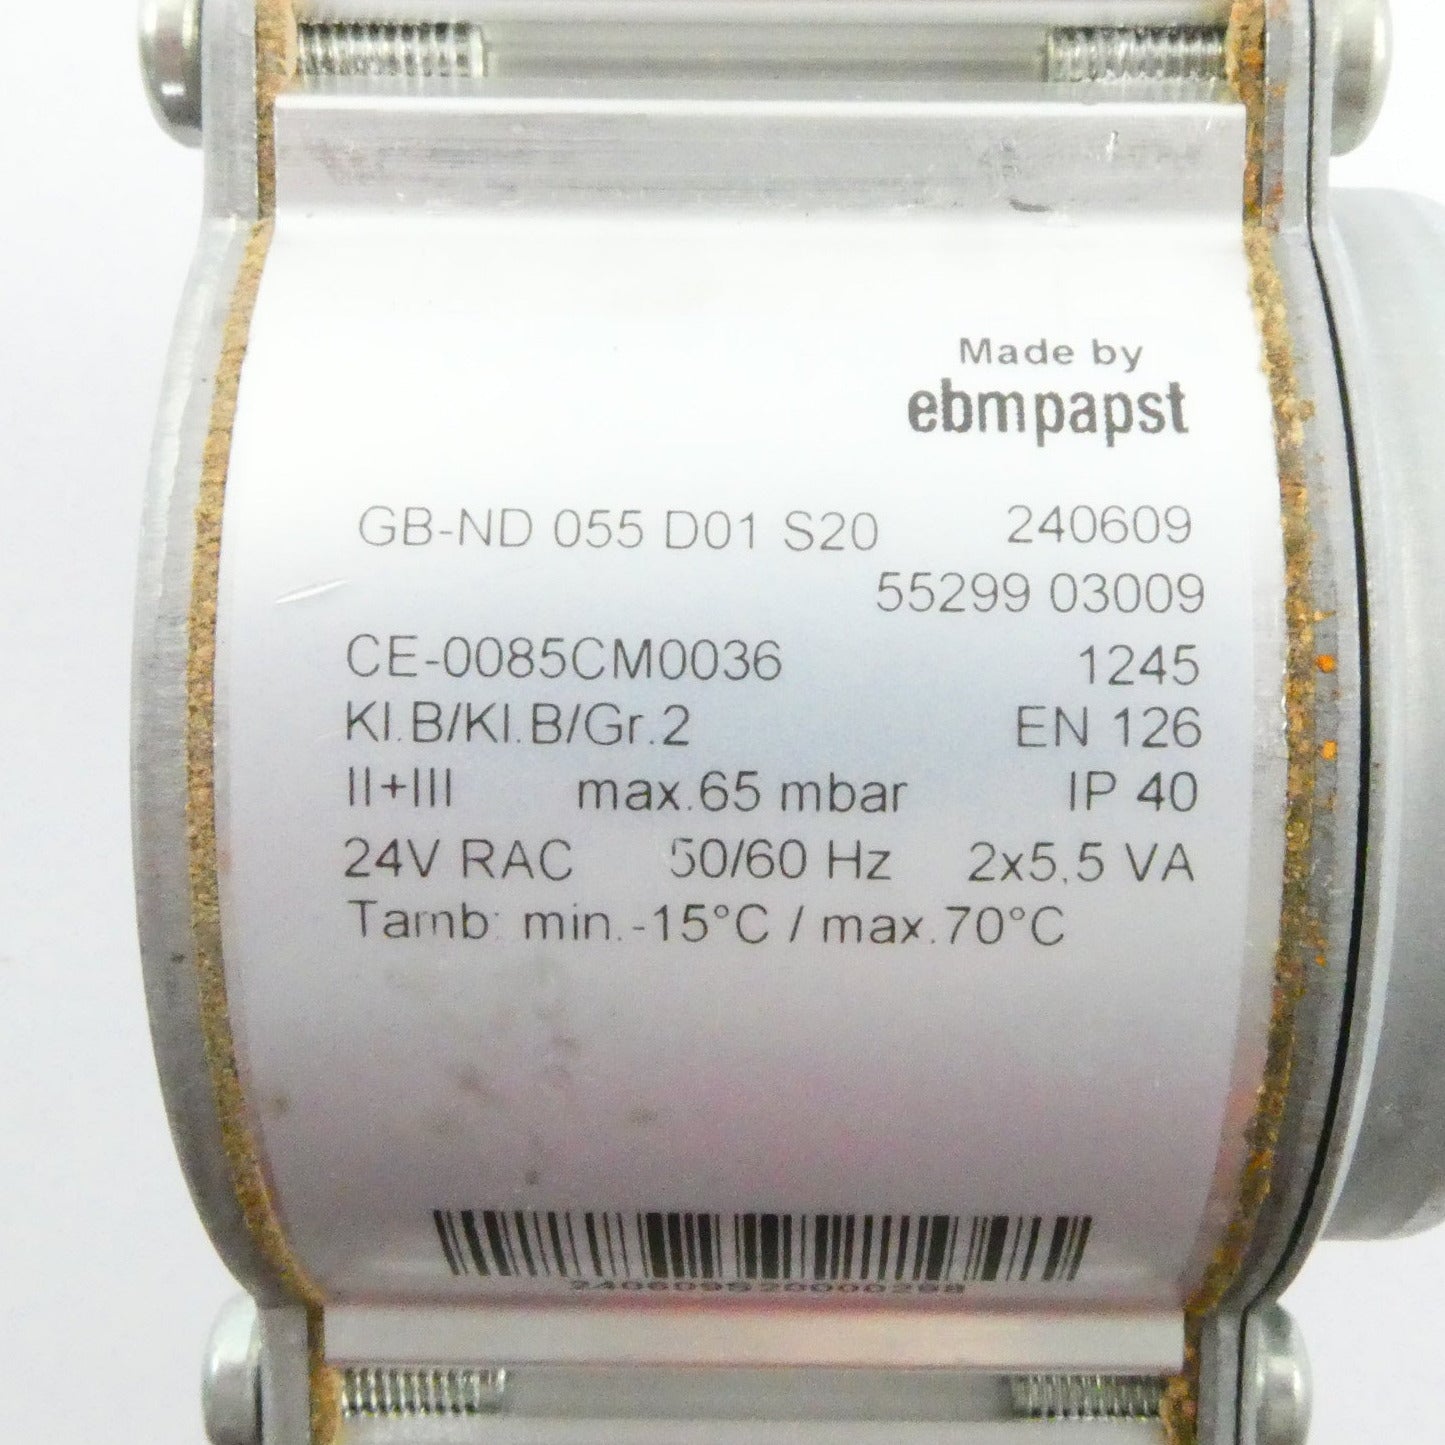 Made by
ebmpapst
GB-ND 055 D01 S20 240609
55299 03009
CE-0085CM0036 1245
Kl.B/Kl.B/Gr.2 EN 126
II+III max.65 mbar IP 40
24V RAC 50/60 Hz 2x5,5 VA
Tamb: min.-15°C / max.70°C
240609S20000298